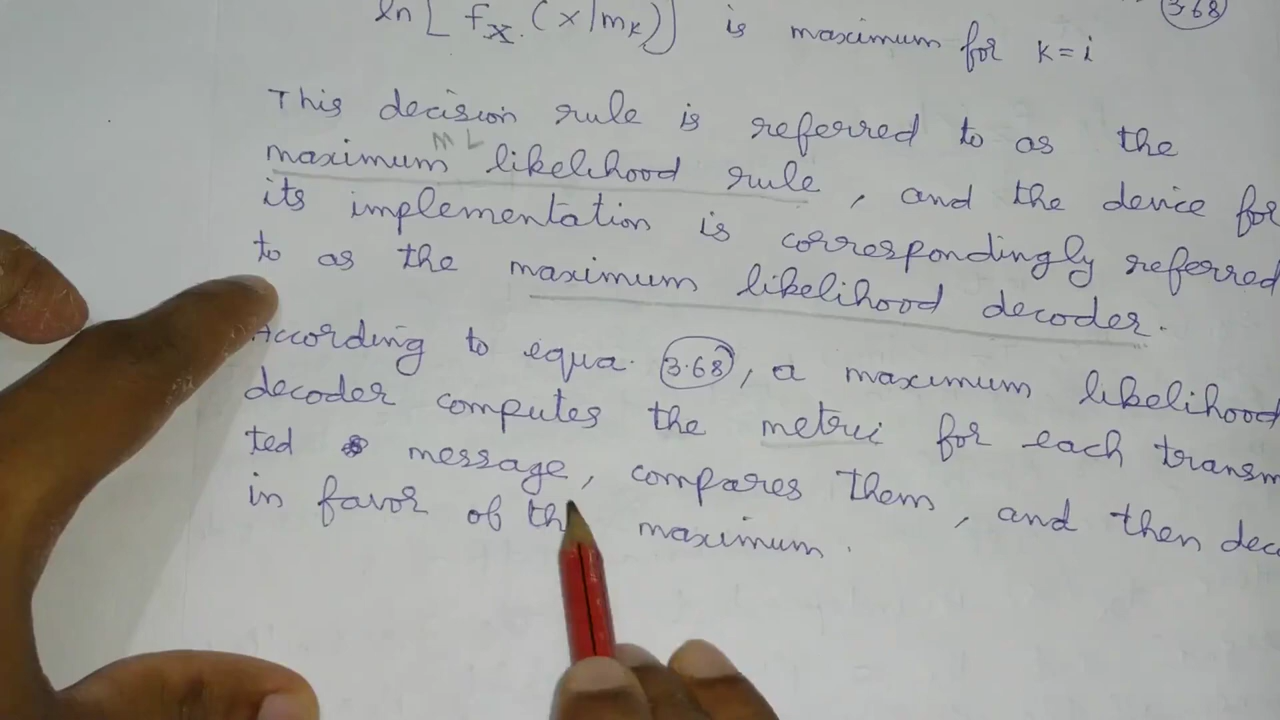 ln [ fX. (x|mk)] is maximum for k=i
3.68
This decision rule is referred to as the
ML
maximum likelihood rule, and the device for
its implementation is correspondingly referred
to as the maximum likelihood decoder.
According to equa. 3.68, a maximum likelihood
decoder computes the metric for each transm
ted message, compares them, and then dec
in favor of the maximum.